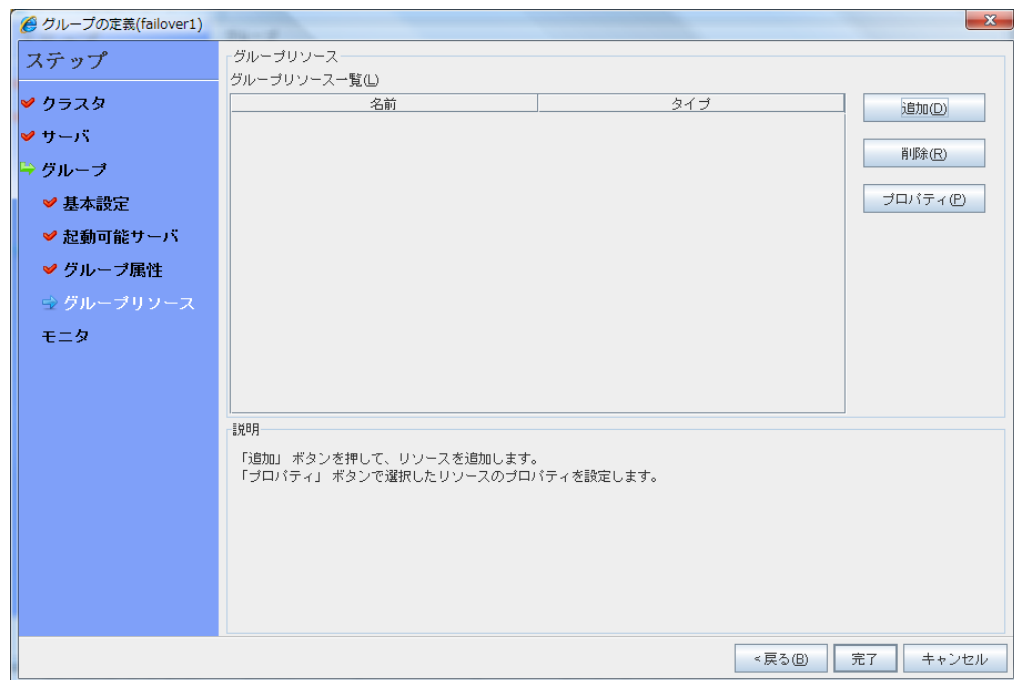 グループの定義(failover1)
ステップ
クラスタ
サーバ
グループ
基本設定
起動可能サーバ
グループ属性
グループリソース
モニタ
グループリソース
グループリソース一覧(L)
名前 タイプ
追加(D)
削除(R)
プロパティ(P)
説明
「追加」 ボタンを押して、リソースを追加します。
「プロパティ」 ボタンで選択したリソースのプロパティを設定します。
<戻る(B) 完了 キャンセル